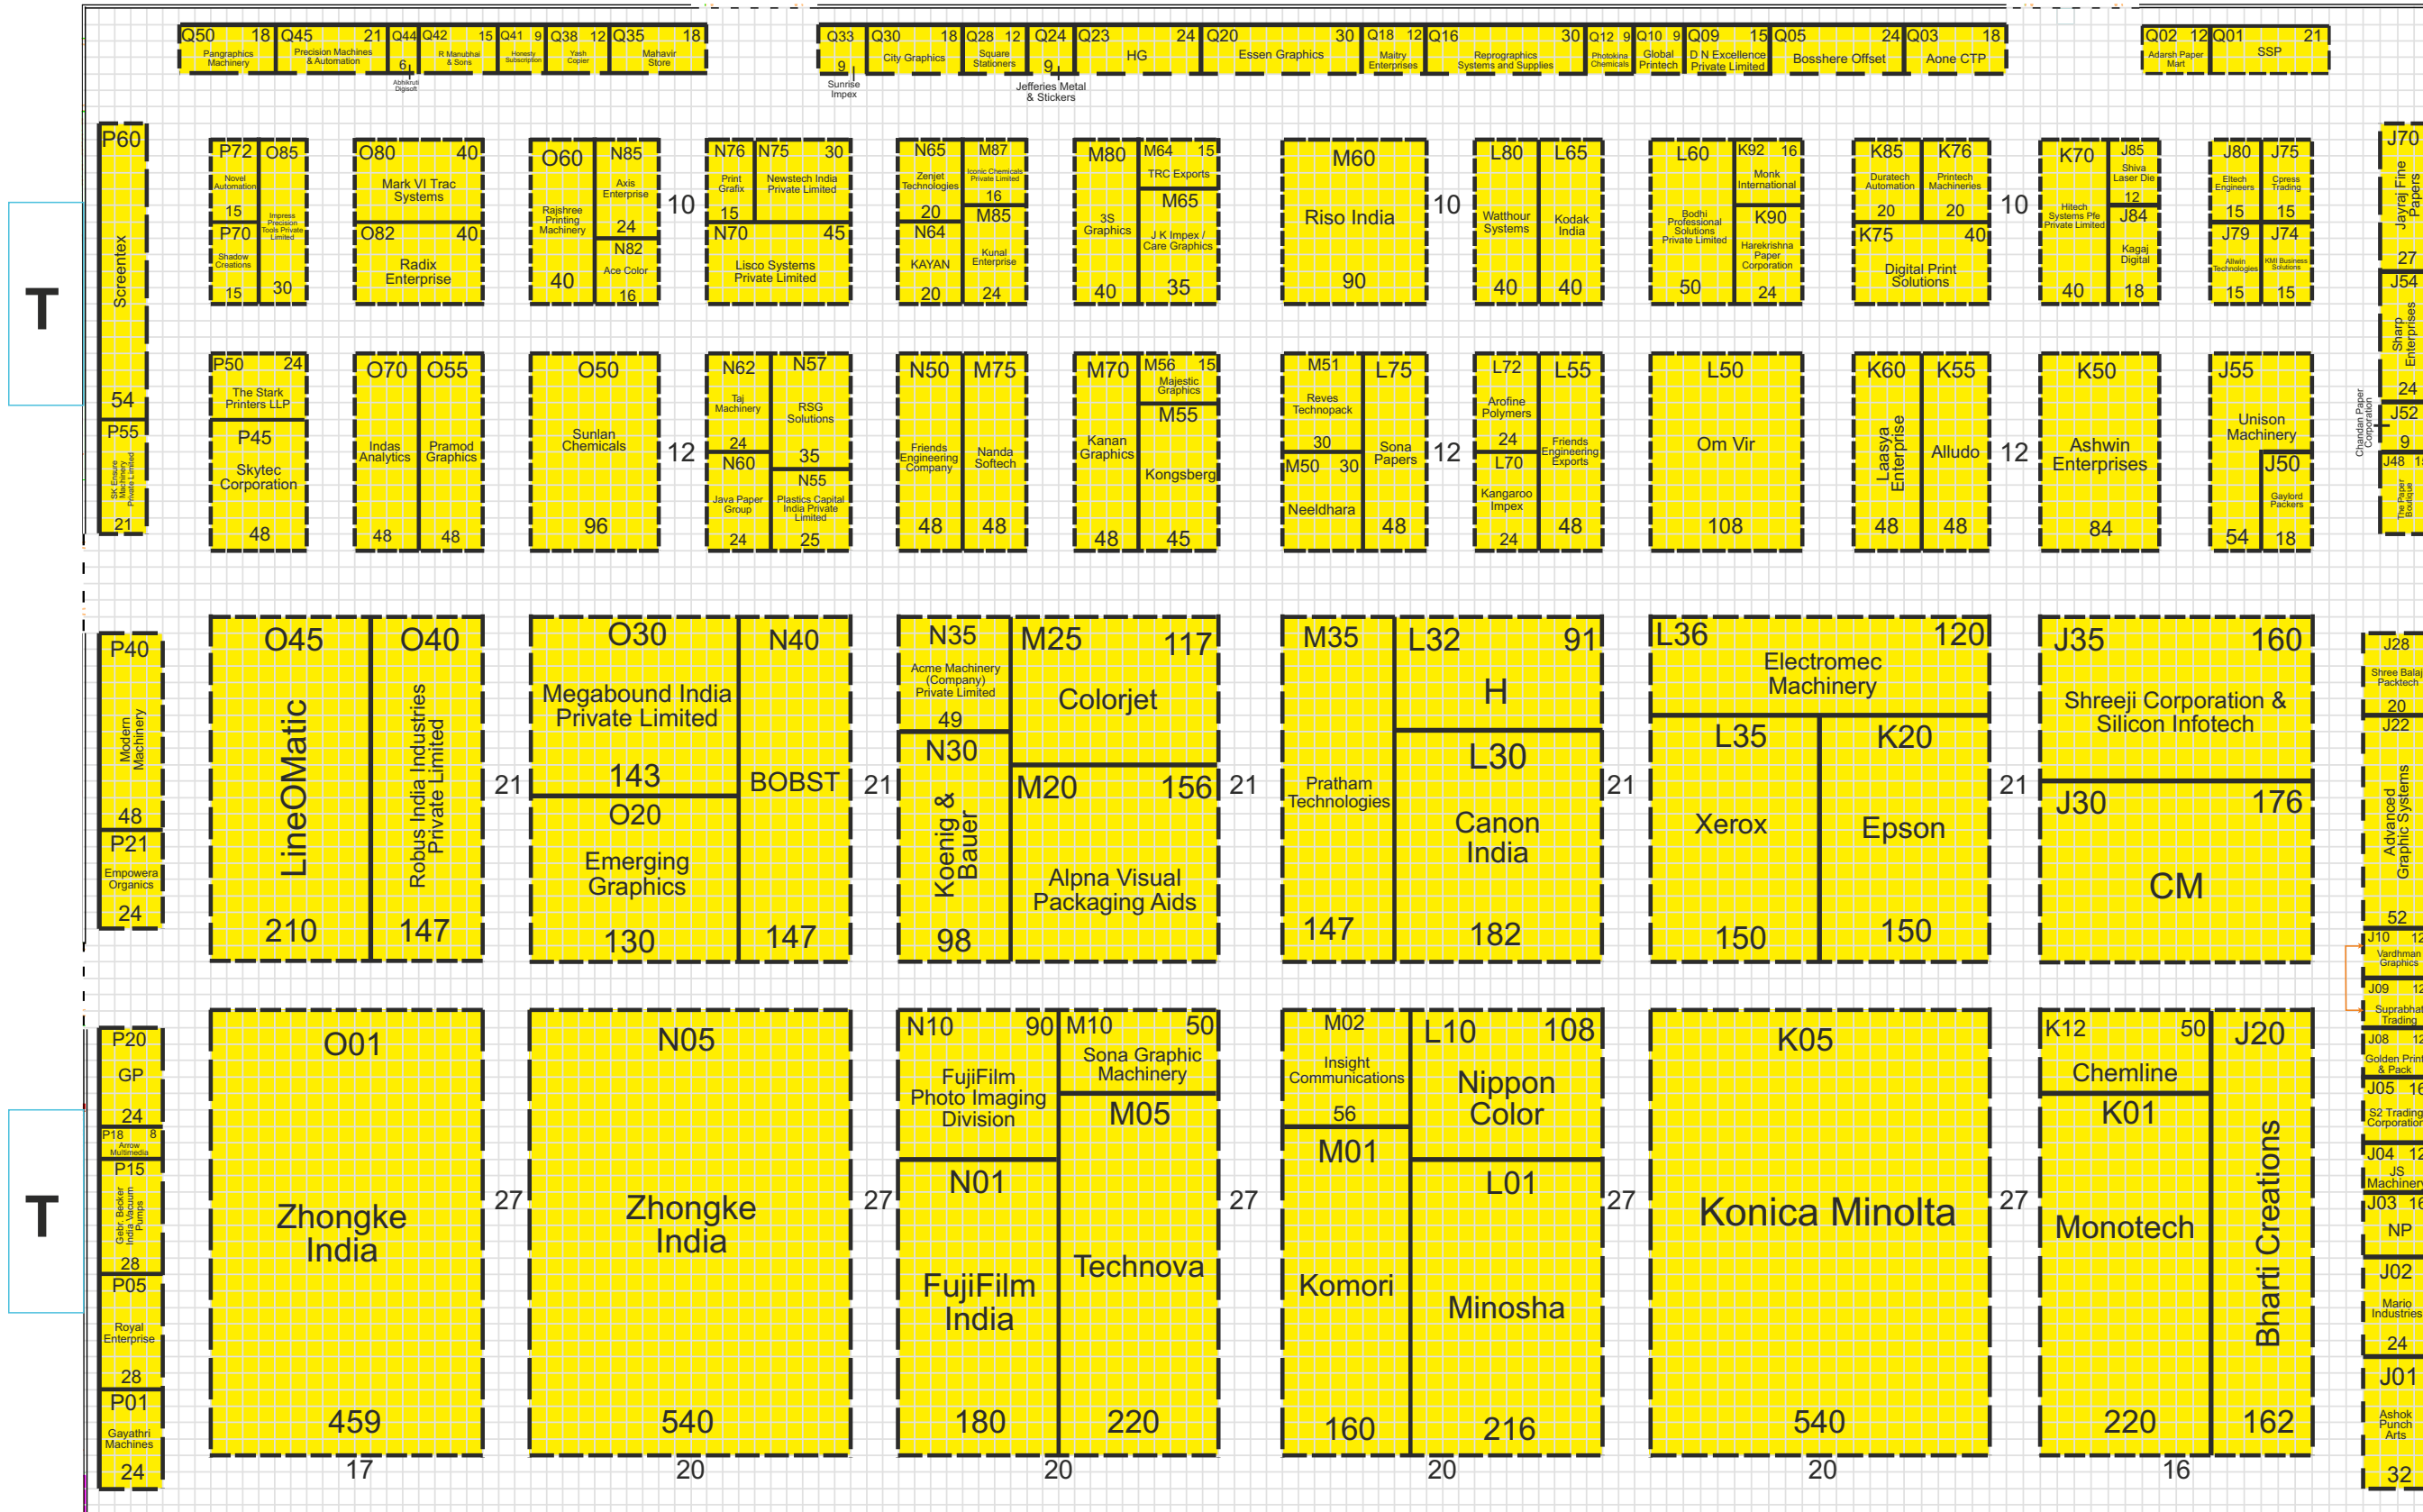 Q50 18
Pangraphics
Machinery
Q45 21
Precision Machines
& Automation
Q44
6
Abhikruti
Digisoft
Q42 15
R Manubhai
& Sons
Q41 9
Honesty
Subscription
Q38 12
Yash
Copier
Q35 18
Mahavir
Store
Q33
9
Sunrise
Impex
Q30 18
City Graphics
Q28 12
Square
Stationers
Q24
9
Jefferies Metal
& Stickers
Q23 24
HG
Q20 30
Essen Graphics
Q18 12
Maitry
Enterprises
Q16 30
Reprographics
Systems and Supplies
Q12 9
Photokina
Chemicals
Q10 9
Global
Printech
Q09 15
D N Excellence
Private Limited
Q05 24
Bosshere Offset
Q03 18
Aone CTP
Q02 12
Adarsh Paper
Mart
Q01 21
SSP
T
P60
Screentex
54
P55
SK Ensure
Machinery
Private Limited
21
P72
Novel
Automation
15
P70
Shadow
Creations
15
O85
Impress
Precision
Tools Private
Limited
30
O80 40
Mark VI Trac
Systems
O82 40
Radix
Enterprise
O60
Rajshree
Printing
Machinery
40
N85
Axis
Enterprise
24
N82
Ace Color
16
10
N76
Print
Grafix
15
N75 30
Newstech India
Private Limited
N70 45
Lisco Systems
Private Limited
N65
Zenjet
Technologies
20
N64
KAYAN
20
M87
Iconic Chemicals
Private Limited
16
M85
Kunal
Enterprise
24
M80
3S
Graphics
40
M64 15
TRC Exports
M65
J K Impex /
Care Graphics
35
M60
Riso India
90
10
L80
Watthour
Systems
40
L65
Kodak
India
40
L60
Bodhi
Professional
Solutions
Private Limited
50
K92 16
Monk
International
K90
Harekrishna
Paper
Corporation
24
K85
Duratech
Automation
20
K76
Printech
Machineries
20
K75 40
Digital Print
Solutions
10
K70
Hitech
Systems Pfe
Private Limited
40
J85
Shiva
Laser Die
12
J84
Kagaj
Digital
18
J80
Eltech
Engineers
15
J75
Cpress
Trading
15
J79
Allwin
Technologies
15
J74
KMI Business
Solutions
15
J70
Jayraj Fine
Papers
27
J54
Sharp
Enterprises
24
J52
9
Chandan Paper
Corporation
J48 15
The Paper
Boutique
P50 24
The Stark
Printers LLP
P45
Skytec
Corporation
48
O70
Indas
Analytics
48
O55
Pramod
Graphics
48
O50
Sunlan
Chemicals
96
12
N62
Taj
Machinery
24
N60
Java Paper
Group
24
N57
RSG
Solutions
35
N55
Plastics Capital
India Private
Limited
25
N50
Friends
Engineering
Company
48
M75
Nanda
Softech
48
M70
Kanan
Graphics
48
M56 15
Majestic
Graphics
M55
Kongsberg
45
M51
Reves
Technopack
30
M50 30
Neeldhara
L75
Sona
Papers
48
12
L72
Arofine
Polymers
24
L70
Kangaroo
Impex
24
L55
Friends
Engineering
Exports
48
L50
Om Vir
108
K60
Laasya
Enterprise
48
K55
Alludo
48
12
K50
Ashwin
Enterprises
84
J55
Unison
Machinery
54
J50
Gaylord
Packers
18
P40
Modern
Machinery
48
P21
Empowera
Organics
24
O45
LineOMatic
210
O40
Robus India Industries
Private Limited
147
21
O30
Megabound India
Private Limited
143
O20
Emerging
Graphics
130
N40
BOBST
147
21
N35
Acme Machinery
(Company)
Private Limited
49
N30
Koenig &
Bauer
98
M25 117
Colorjet
M20 156
Alpna Visual
Packaging Aids
21
M35
Pratham
Technologies
147
L32 91
H
L30
Canon
India
182
21
L36 120
Electromec
Machinery
L35
Xerox
150
K20
Epson
150
21
J35 160
Shreeji Corporation &
Silicon Infotech
J30 176
CM
J28
Shree Balaj
Packtech
20
J22
Advanced
Graphic Systems
52
J10 12
Vardhman
Graphics
J09 12
Suprabhat
Trading
J08 12
Golden Print
& Pack
J05 16
S2 Trading
Corporation
J04 12
JS
Machinery
J03 16
NP
J02
Mario
Industries
24
J01
Ashok
Punch
Arts
32
T
P20
GP
24
P18 8
Arrow
Multimedia
P15
Gebr. Becker
India Vacuum
Pumps
28
P05
Royal
Enterprise
28
P01
Gayathri
Machines
24
O01
Zhongke
India
459
17
27
N05
Zhongke
India
540
20
27
N10 90
FujiFilm
Photo Imaging
Division
N01
FujiFilm
India
180
M10 50
Sona Graphic
Machinery
M05
Technova
220
20
27
M02
Insight
Communications
56
M01
Komori
160
L10 108
Nippon
Color
L01
Minosha
216
20
27
K05
Konica Minolta
540
20
27
K12 50
Chemline
K01
Monotech
220
J20
Bharti Creations
162
16